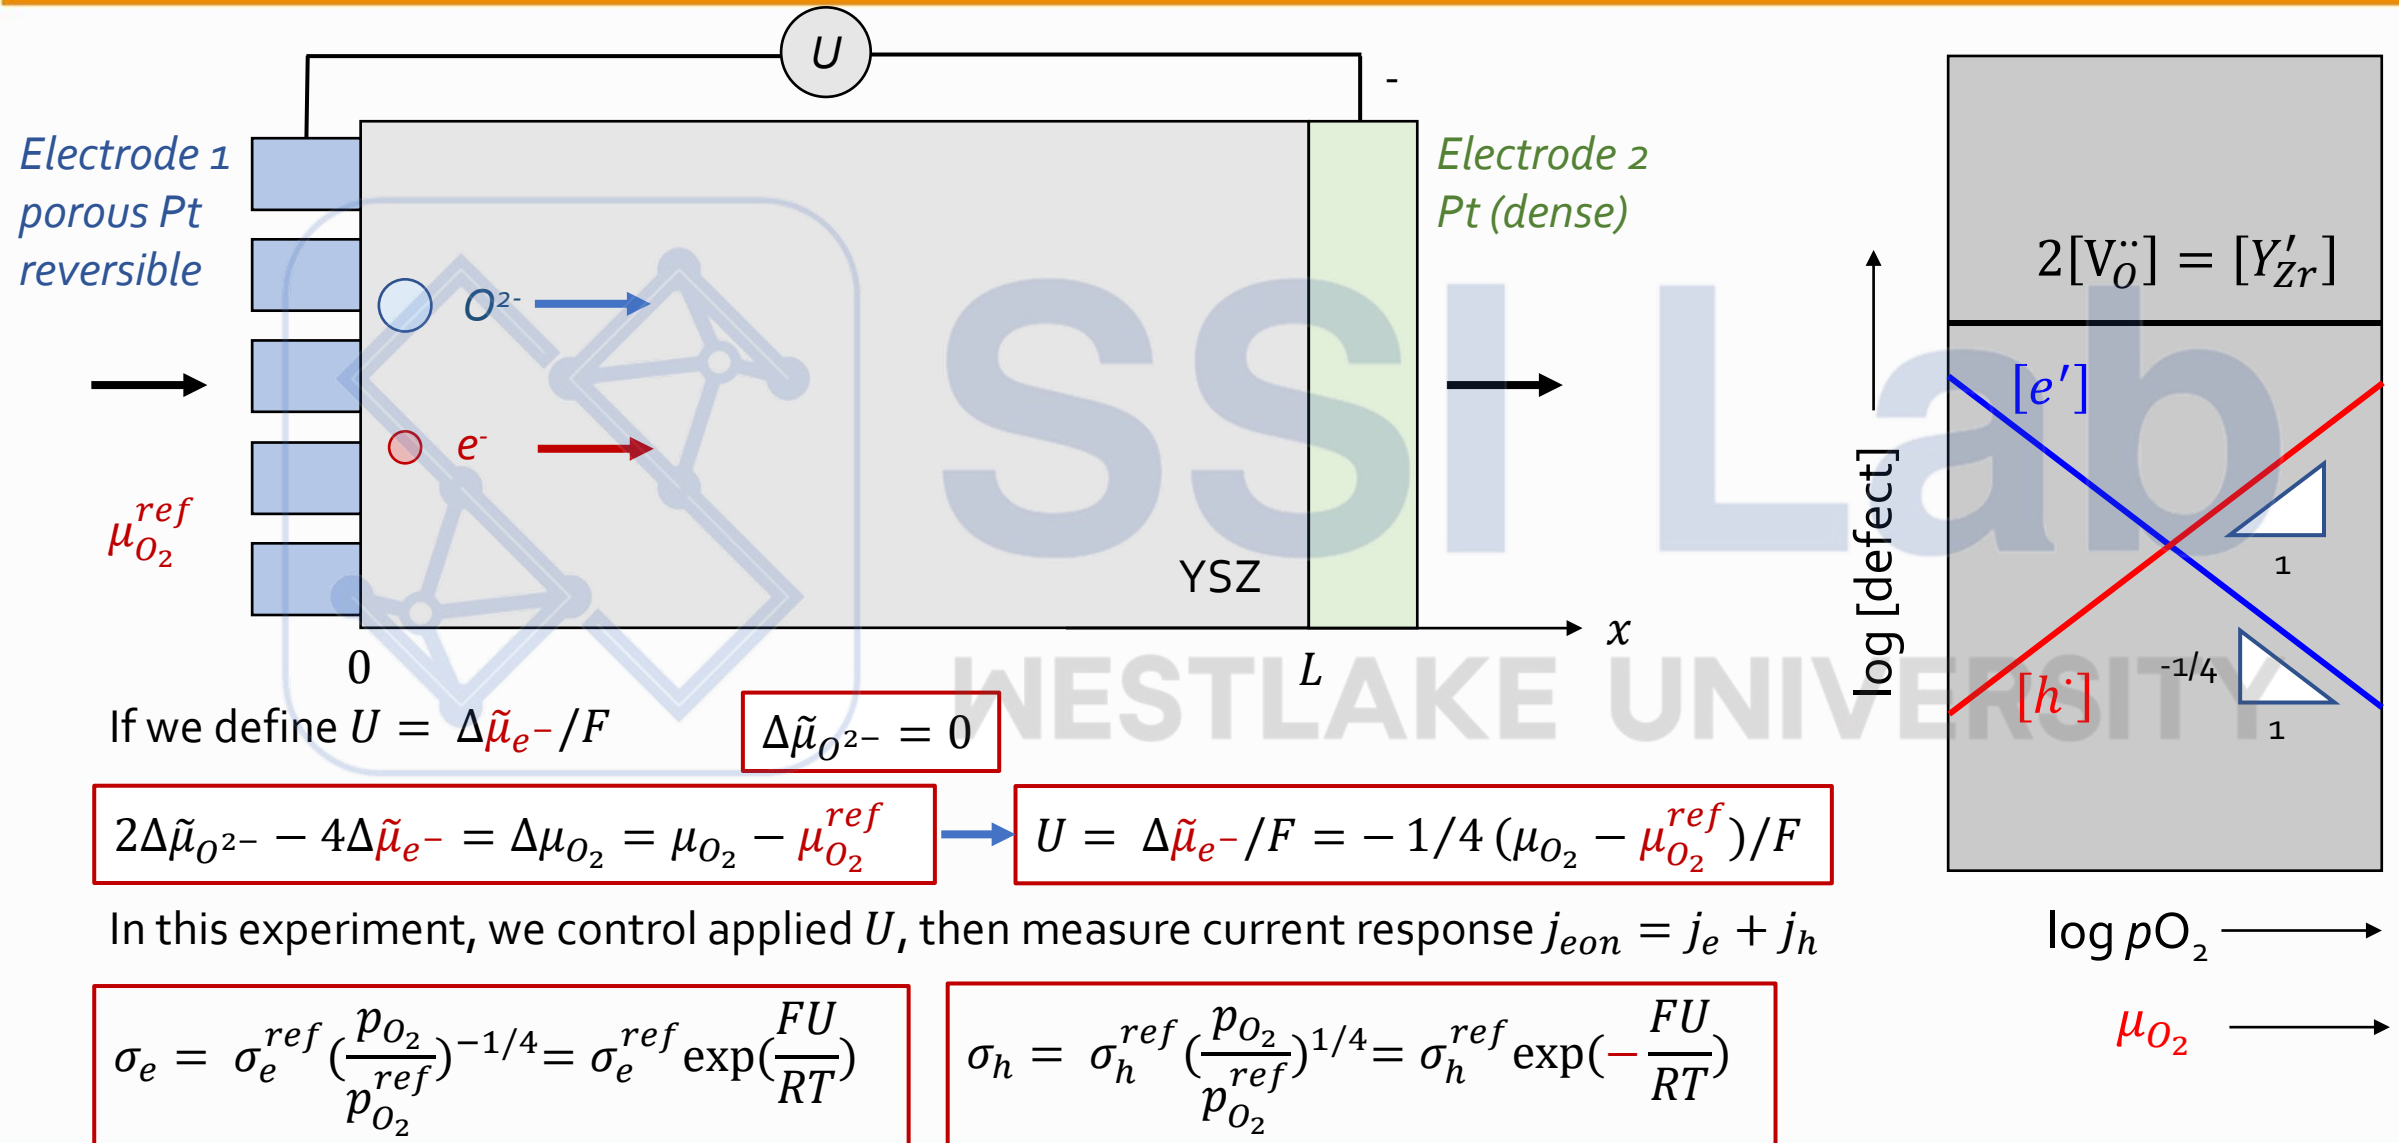 U
-
Electrode 1
porous Pt
reversible
Electrode 2
Pt (dense)
O²⁻
e⁻
μ_{O₂}^{ref}
YSZ
x
0
L
SSI Lab
WESTLAKE UNIVERSITY
2[V_O^{··}] = [Y′_{Zr}]
[e′]
[h^·]
1
-1/4
1
log [defect]
log pO₂
μ_{O₂}
If we define U = Δμ̃_{e⁻}/F
Δμ̃_{O²⁻} = 0
2Δμ̃_{O²⁻} − 4Δμ̃_{e⁻} = Δμ_{O₂} = μ_{O₂} − μ_{O₂}^{ref}
U = Δμ̃_{e⁻}/F = − 1/4 (μ_{O₂} − μ_{O₂}^{ref})/F
In this experiment, we control applied U, then measure current response j_{eon} = j_e + j_h
σ_e = σ_e^{ref}(p_{O₂}/p_{O₂}^{ref})^{−1/4} = σ_e^{ref} exp(FU/RT)
σ_h = σ_h^{ref}(p_{O₂}/p_{O₂}^{ref})^{1/4} = σ_h^{ref} exp(−FU/RT)